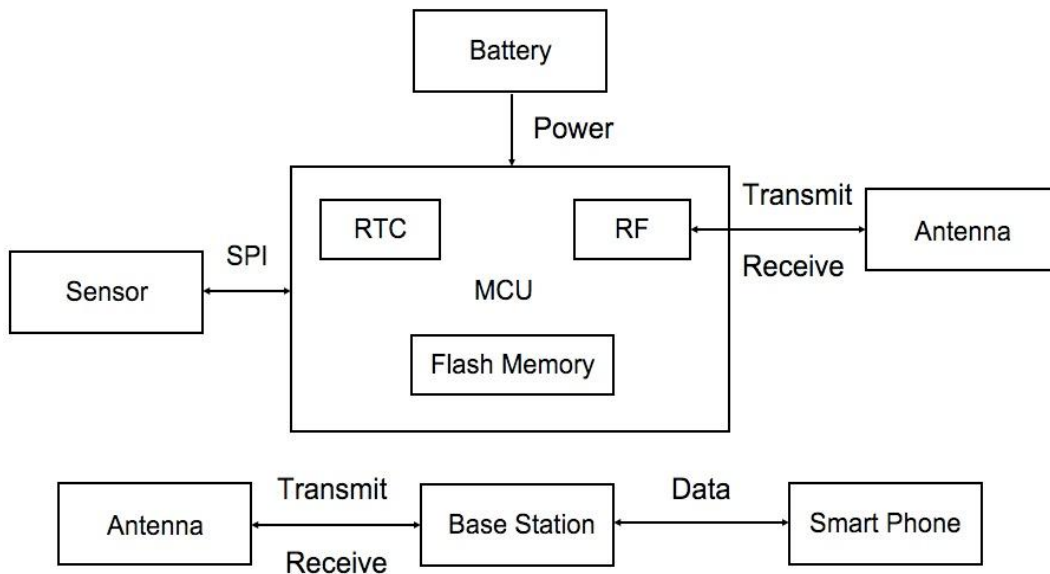 Battery
Power
RTC
RF
Transmit
Antenna
Receive
SPI
Sensor
MCU
Flash Memory
Transmit
Data
Antenna
Base Station
Smart Phone
Receive